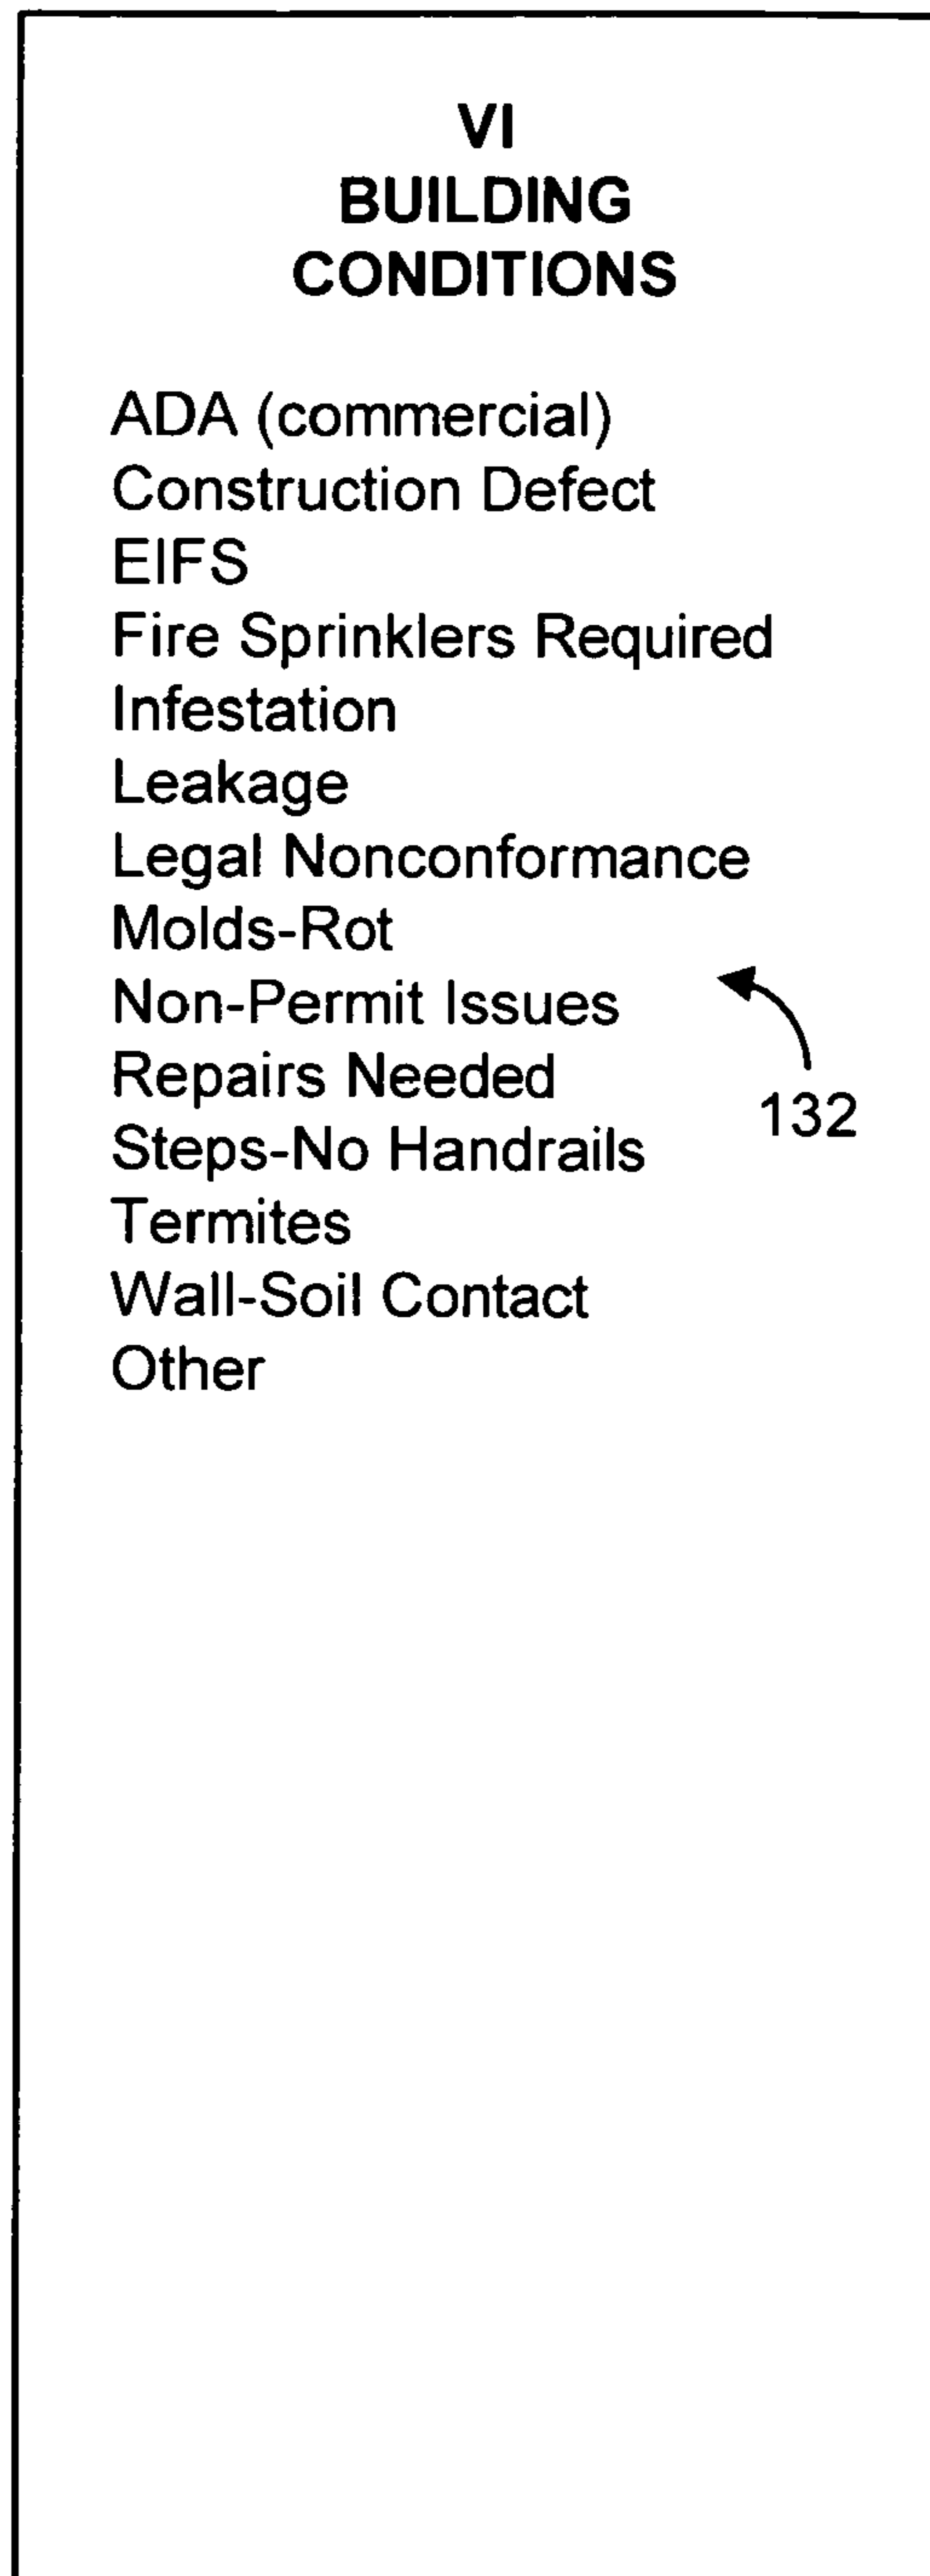 VI
BUILDING
CONDITIONS
ADA (commercial)
Construction Defect
EIFS
Fire Sprinklers Required
Infestation
Leakage
Legal Nonconformance
Molds-Rot
Non-Permit Issues
Repairs Needed
132
Steps-No Handrails
Termites
Wall-Soil Contact
Other